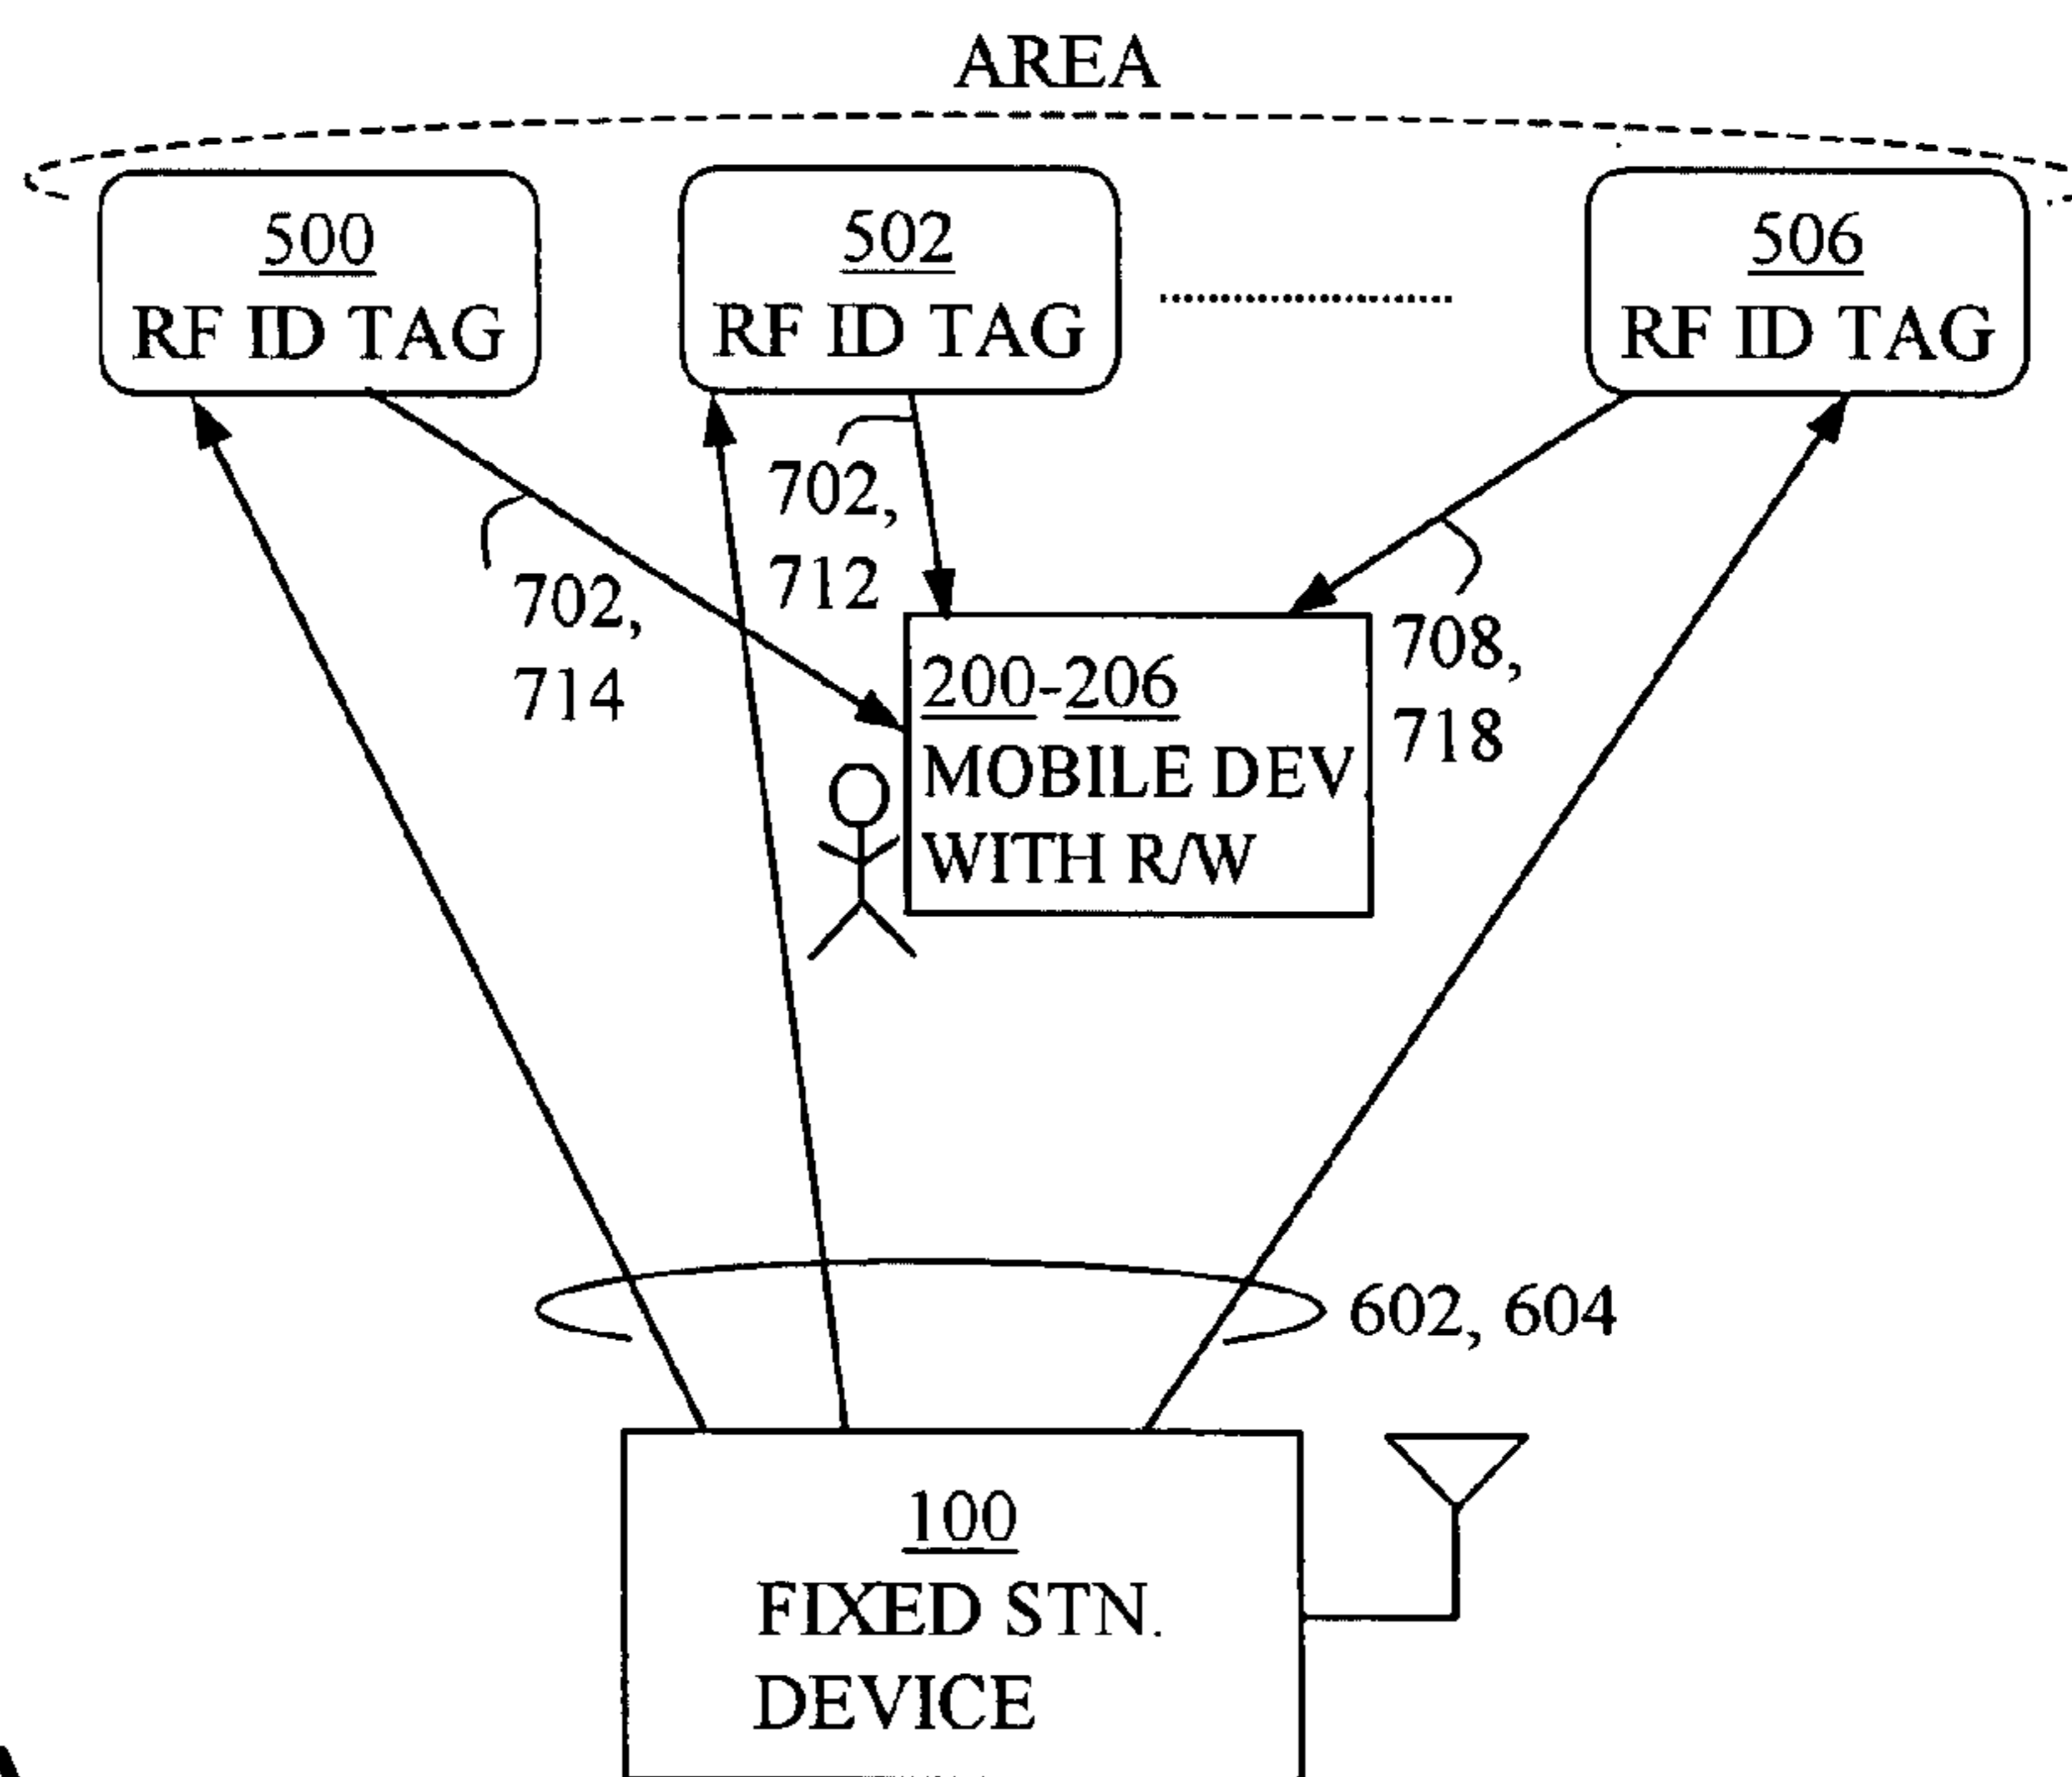 AREA
500
RF ID TAG
502
RF ID TAG
506
RF ID TAG
702,
712
702,
714
708,
718
200-206
MOBILE DEV
WITH R/W
602, 604
100
FIXED STN.
DEVICE